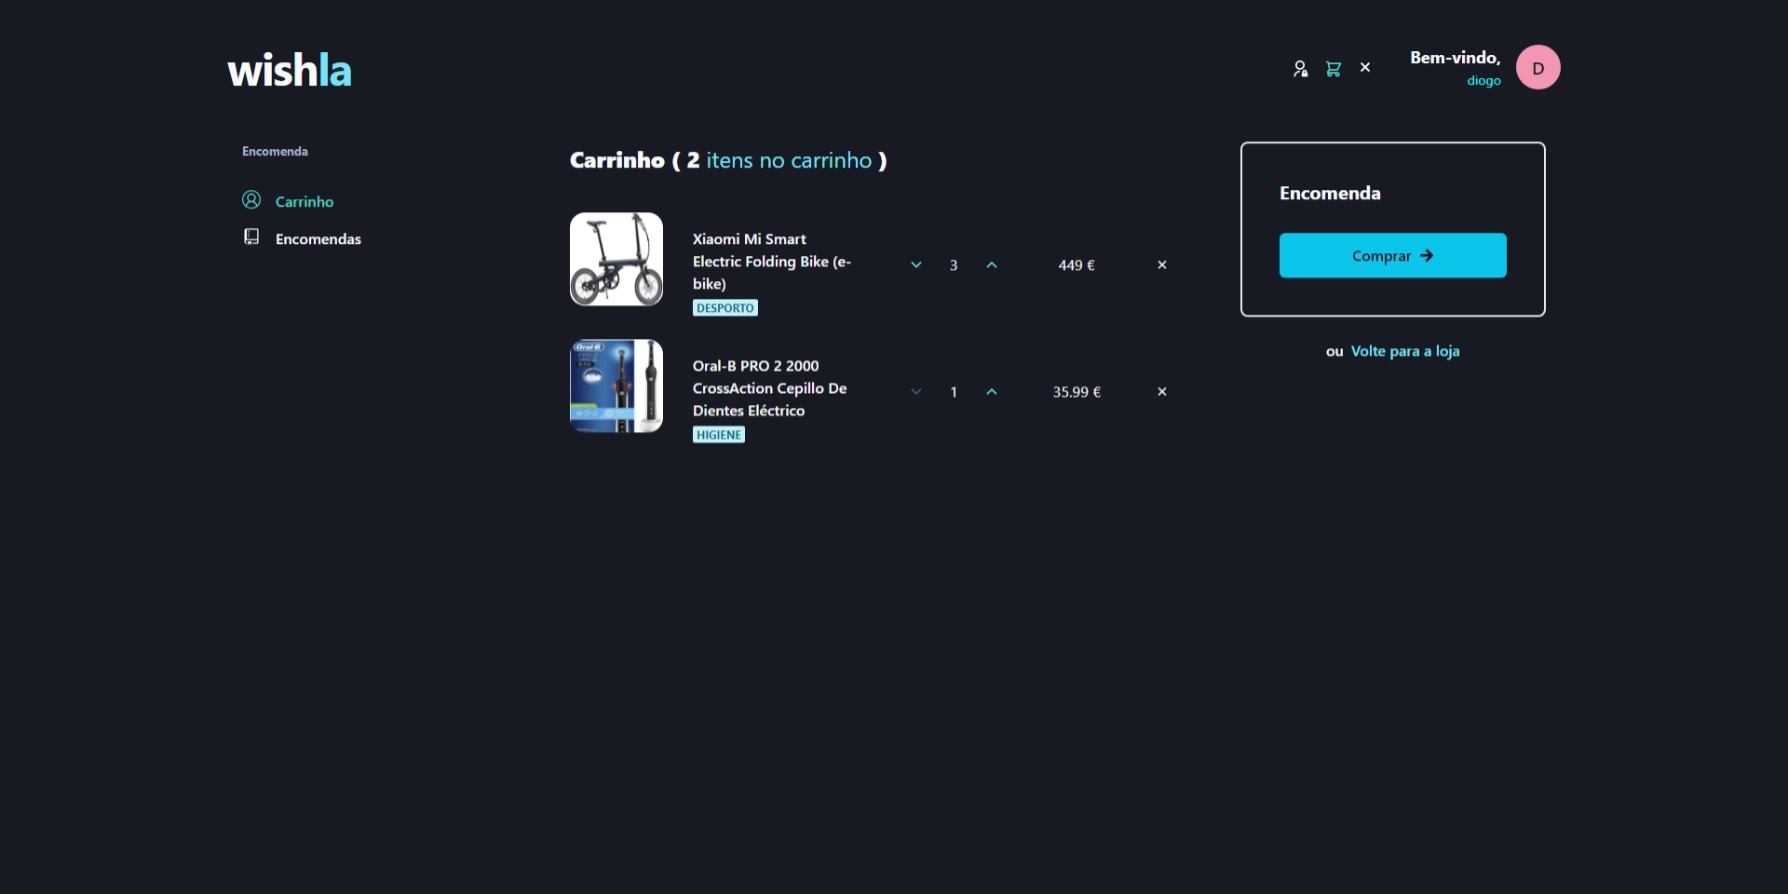 wishla
Bem-vindo,
diogo
D
Encomenda
Carrinho
Encomendas
Carrinho ( 2 itens no carrinho )
Xiaomi Mi Smart
Electric Folding Bike (e-
bike)
DESPORTO
3
449 €
Oral-B
Oral-B PRO 2 2000
CrossAction Cepillo De
Dientes Eléctrico
HIGIENE
1
35.99 €
Encomenda
Comprar
ou Volte para a loja